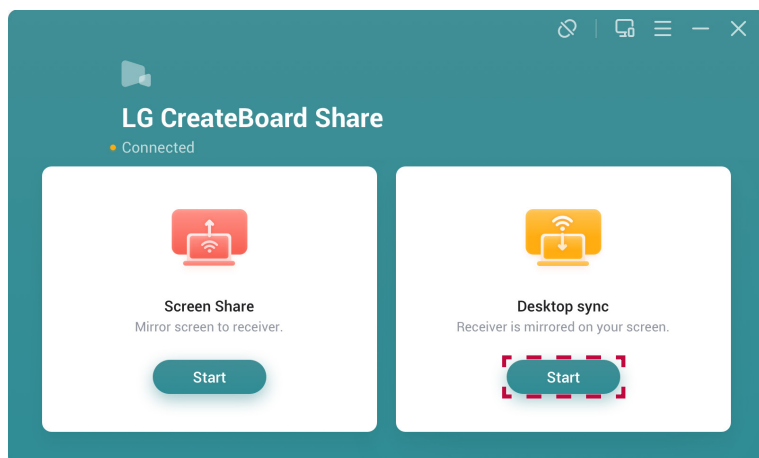 LG CreateBoard Share
Connected
Screen Share
Mirror screen to receiver.
Start
Desktop sync
Receiver is mirrored on your screen.
Start